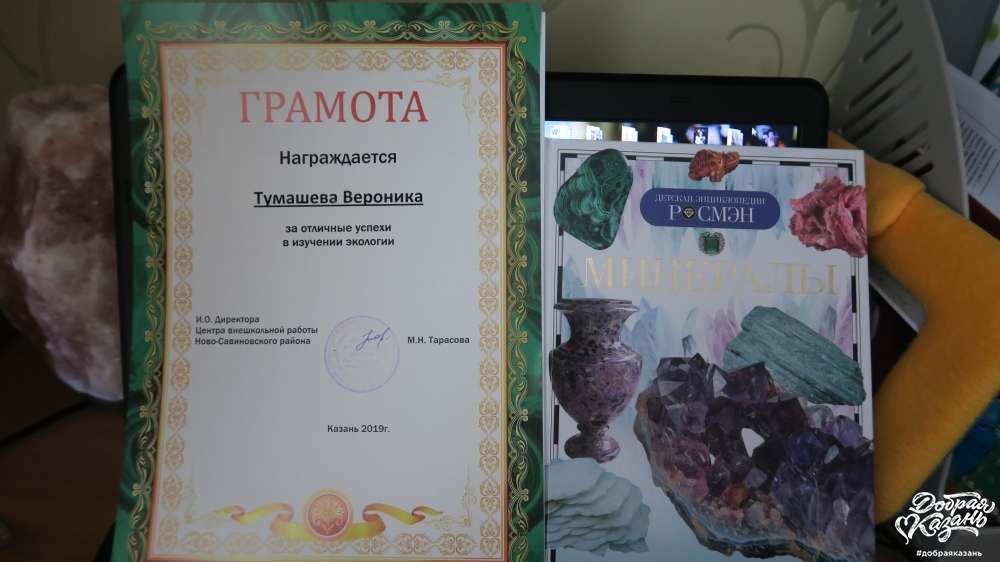 ГРАМОТА
Награждается
Тумашева Вероника
за отличные успехи
в изучении экологии
И.О. Директора
Центра внешкольной работы
Ново-Савиновского района
М.Н. Тарасова
Казань 2019г.
ДЕТСКАЯ ЭНЦИКЛОПЕДИЯ
РОСМЭН
МИНЕРАЛЫ
Добрая
Казань
#добраяказань